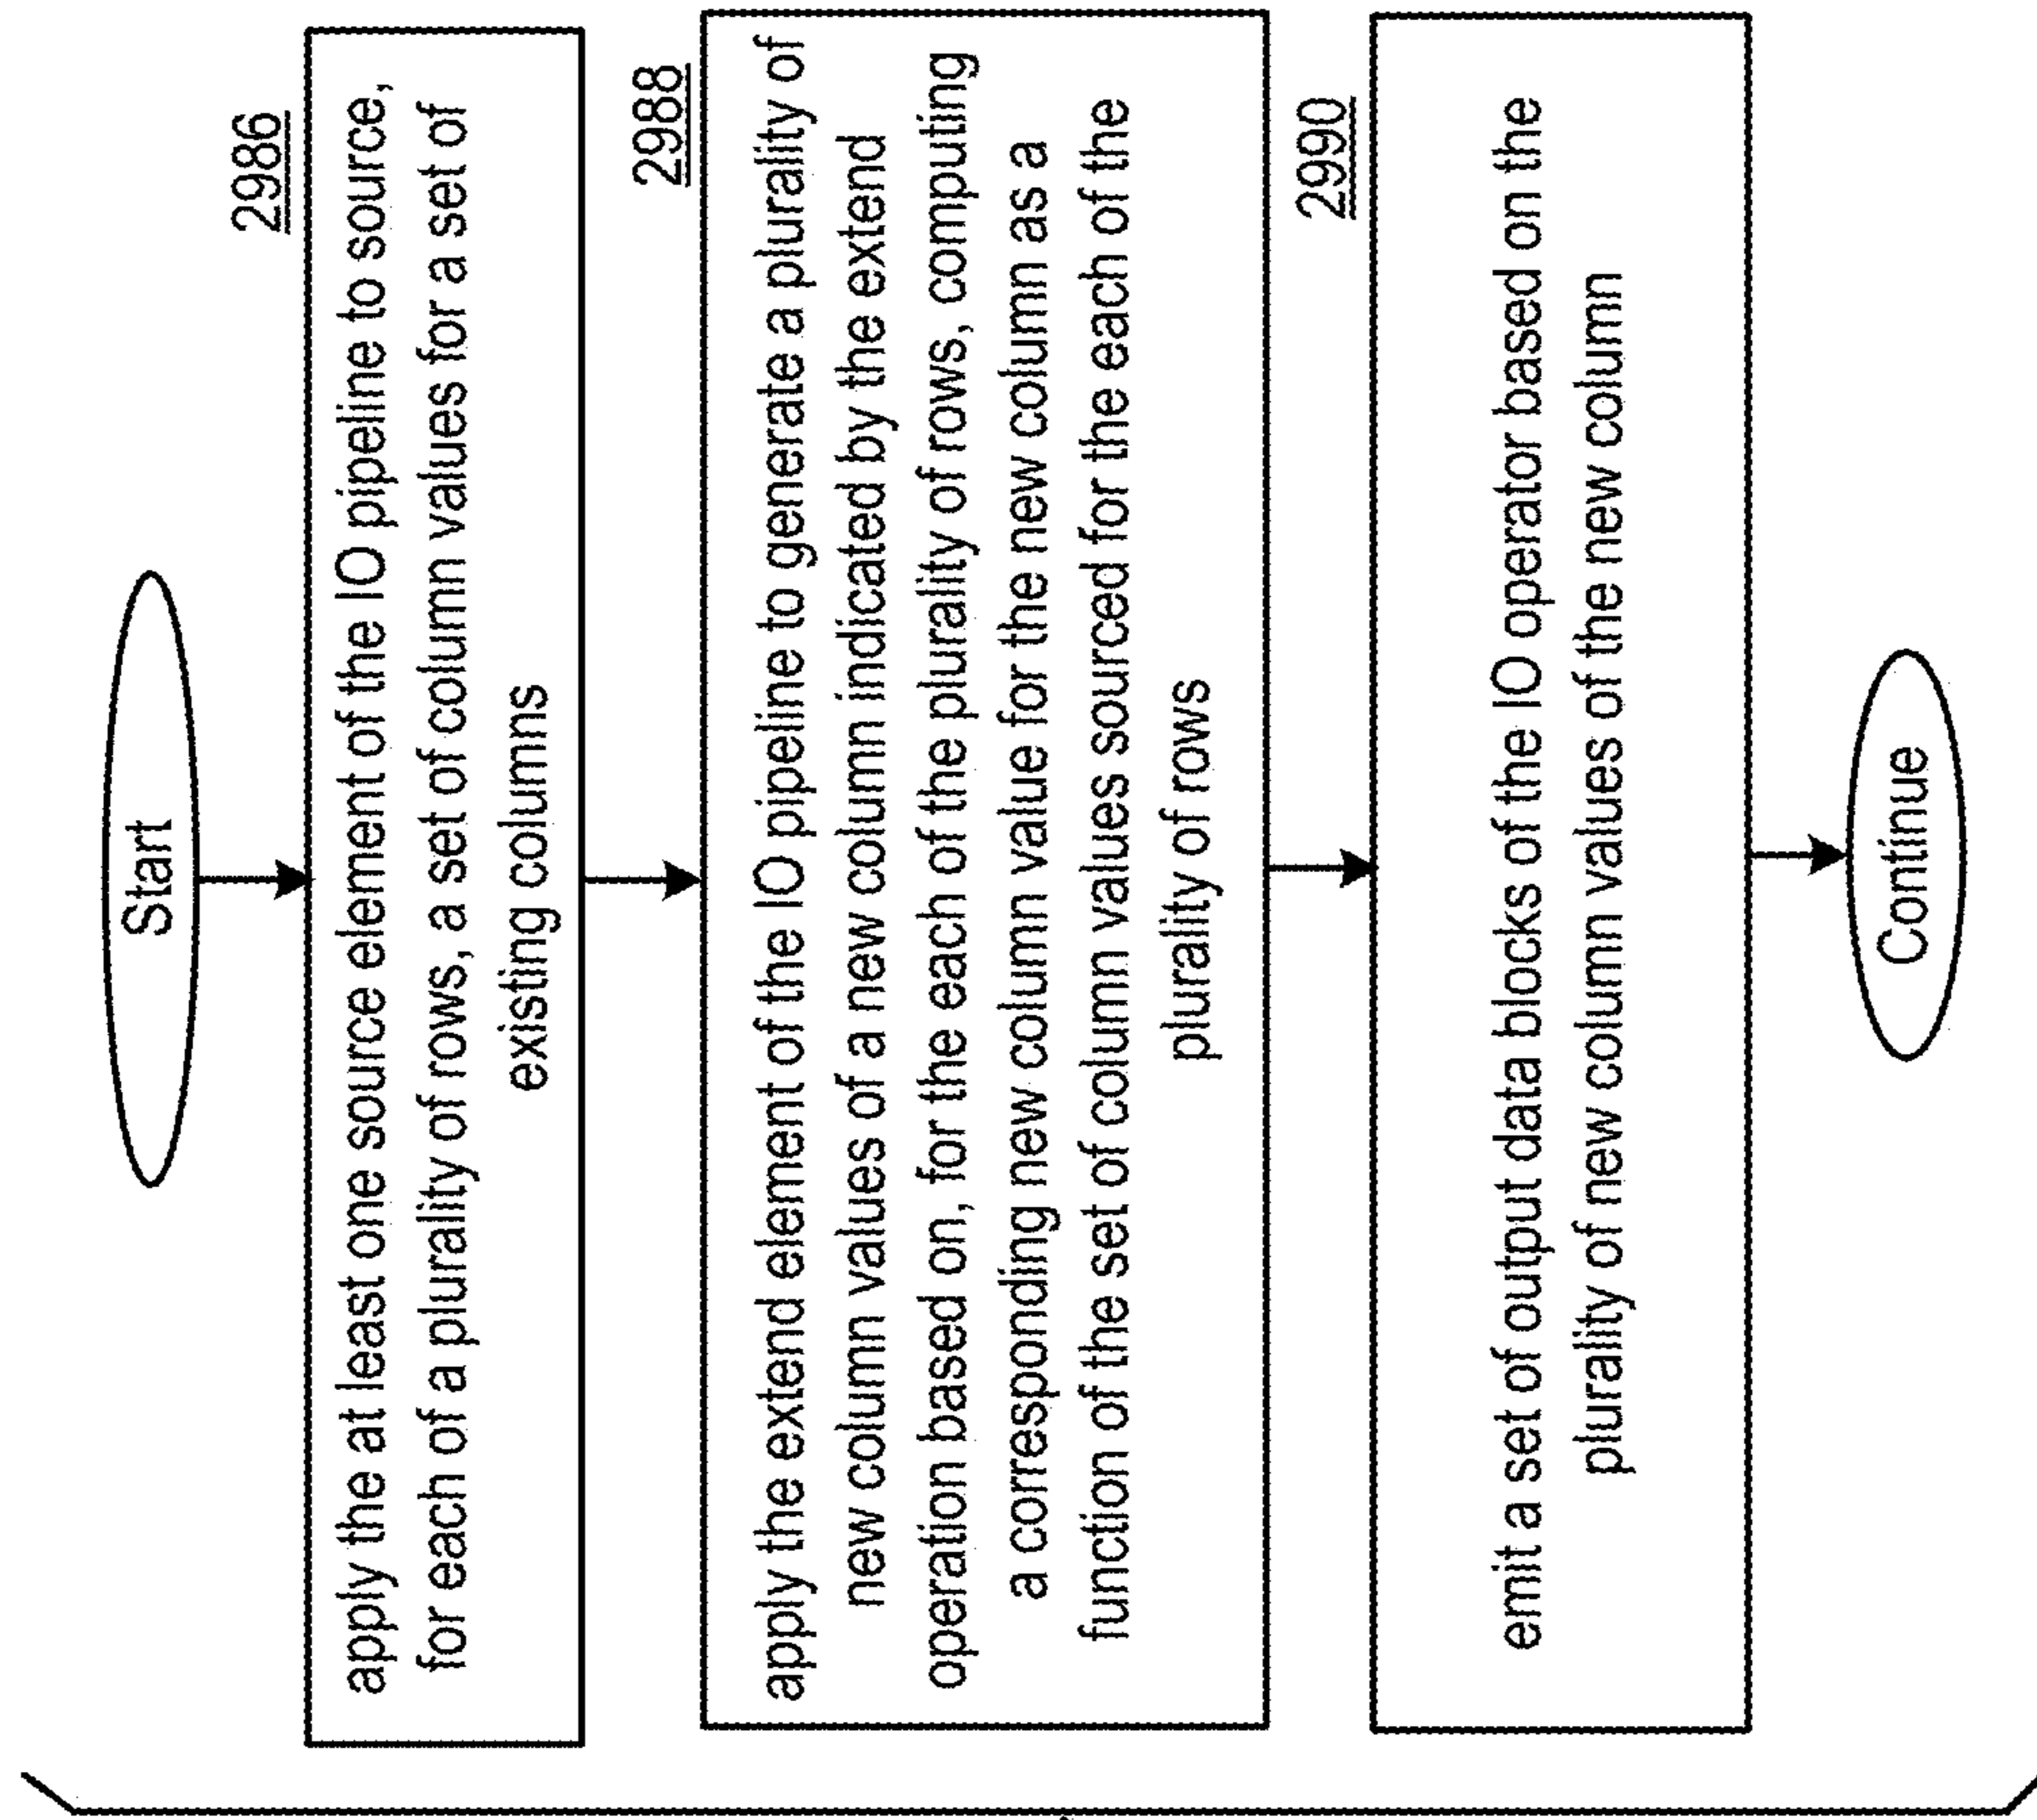 Start
2986
apply the at least one source element of the IO pipeline to source,
for each of a plurality of rows, a set of column values for a set of
existing columns
2988
apply the extend element of the IO pipeline to generate a plurality of
new column values of a new column indicated by the extend
operation based on, for the each of the plurality of rows, computing
a corresponding new column value for the new column as a
function of the set of column values sourced for the each of the
plurality of rows
2990
emit a set of output data blocks of the IO operator based on the
plurality of new column values of the new column
Continue